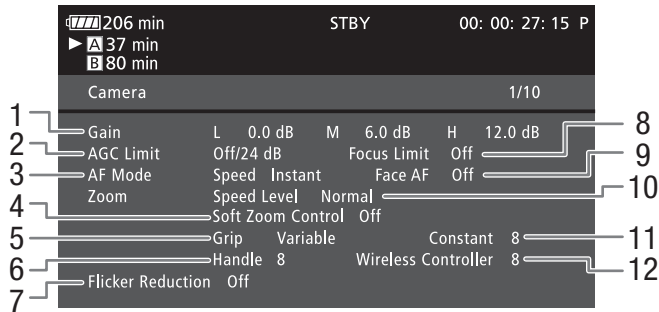 206 min STBY 00: 00: 27: 15 P
A 37 min
B 80 min
Camera 1/10
1 Gain L 0.0 dB M 6.0 dB H 12.0 dB 8
2 AGC Limit Off/24 dB Focus Limit Off 9
3 AF Mode Speed Instant Face AF Off 10
Zoom Speed Level Normal
4 Soft Zoom Control Off
5 Grip Variable Constant 8 11
6 Handle 8 Wireless Controller 8 12
7 Flicker Reduction Off